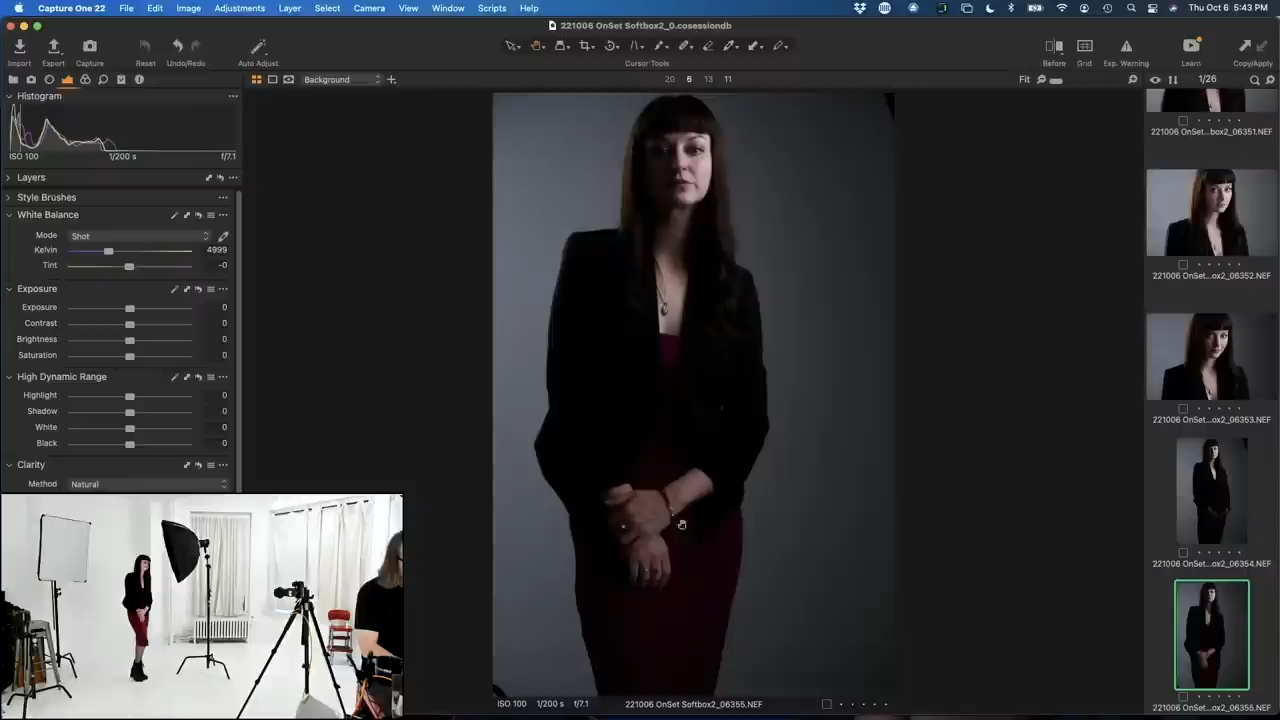 Capture One 22 File Edit Image Adjustments Layer Select Camera View Window Scripts Help Thu Oct 6 5:43 PM
221006 OnSet Softbox2_0.cosessiondb
Import Export Capture Reset Undo/Redo Auto Adjust Cursor Tools Before Grid Exp. Warning Learn Copy/Apply
Background 20 6 13 11 Fit 1/26
Histogram
ISO 100 1/200 s f/7.1
Layers
Style Brushes
White Balance
Mode Shot
Kelvin 4999
Tint -0
Exposure
Exposure 0
Contrast 0
Brightness 0
Saturation 0
High Dynamic Range
Highlight 0
Shadow 0
White 0
Black 0
Clarity
Method Natural
ISO 100 1/200 s f/7.1 221006 OnSet Softbox2_06355.NEF
221006 OnSet...box2_06351.NEF
221006 OnSet...ox2_06352.NEF
221006 OnSet...ox2_06353.NEF
221006 OnSet...ox2_06354.NEF
221006 OnSet...ox2_06355.NEF